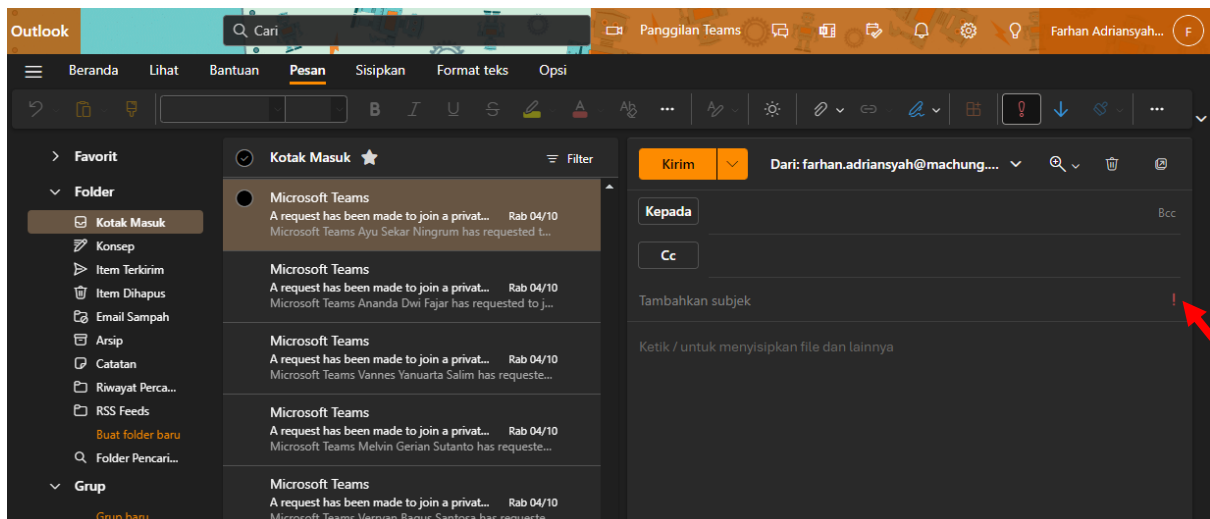 Outlook
Cari
Panggilan Teams
Farhan Adriansyah...
F
Beranda Lihat Bantuan Pesan Sisipkan Format teks Opsi
Favorit
Folder
Kotak Masuk
Konsep
Item Terkirim
Item Dihapus
Email Sampah
Arsip
Catatan
Riwayat Perca...
RSS Feeds
Buat folder baru
Folder Pencari...
Grup
Grup baru
Kotak Masuk
Filter
Microsoft Teams
A request has been made to join a privat... Rab 04/10
Microsoft Teams Ayu Sekar Ningrum has requested t...
Microsoft Teams
A request has been made to join a privat... Rab 04/10
Microsoft Teams Ananda Dwi Fajar has requested to j...
Microsoft Teams
A request has been made to join a privat... Rab 04/10
Microsoft Teams Vannes Yanuarta Salim has requeste...
Microsoft Teams
A request has been made to join a privat... Rab 04/10
Microsoft Teams Melvin Gerian Sutanto has requeste...
Microsoft Teams
A request has been made to join a privat... Rab 04/10
Microsoft Teams Verryan Bagus Santosa has requeste...
Kirim
Dari: farhan.adriansyah@machung....
Kepada
Bcc
Cc
Tambahkan subjek
!
Ketik / untuk menyisipkan file dan lainnya